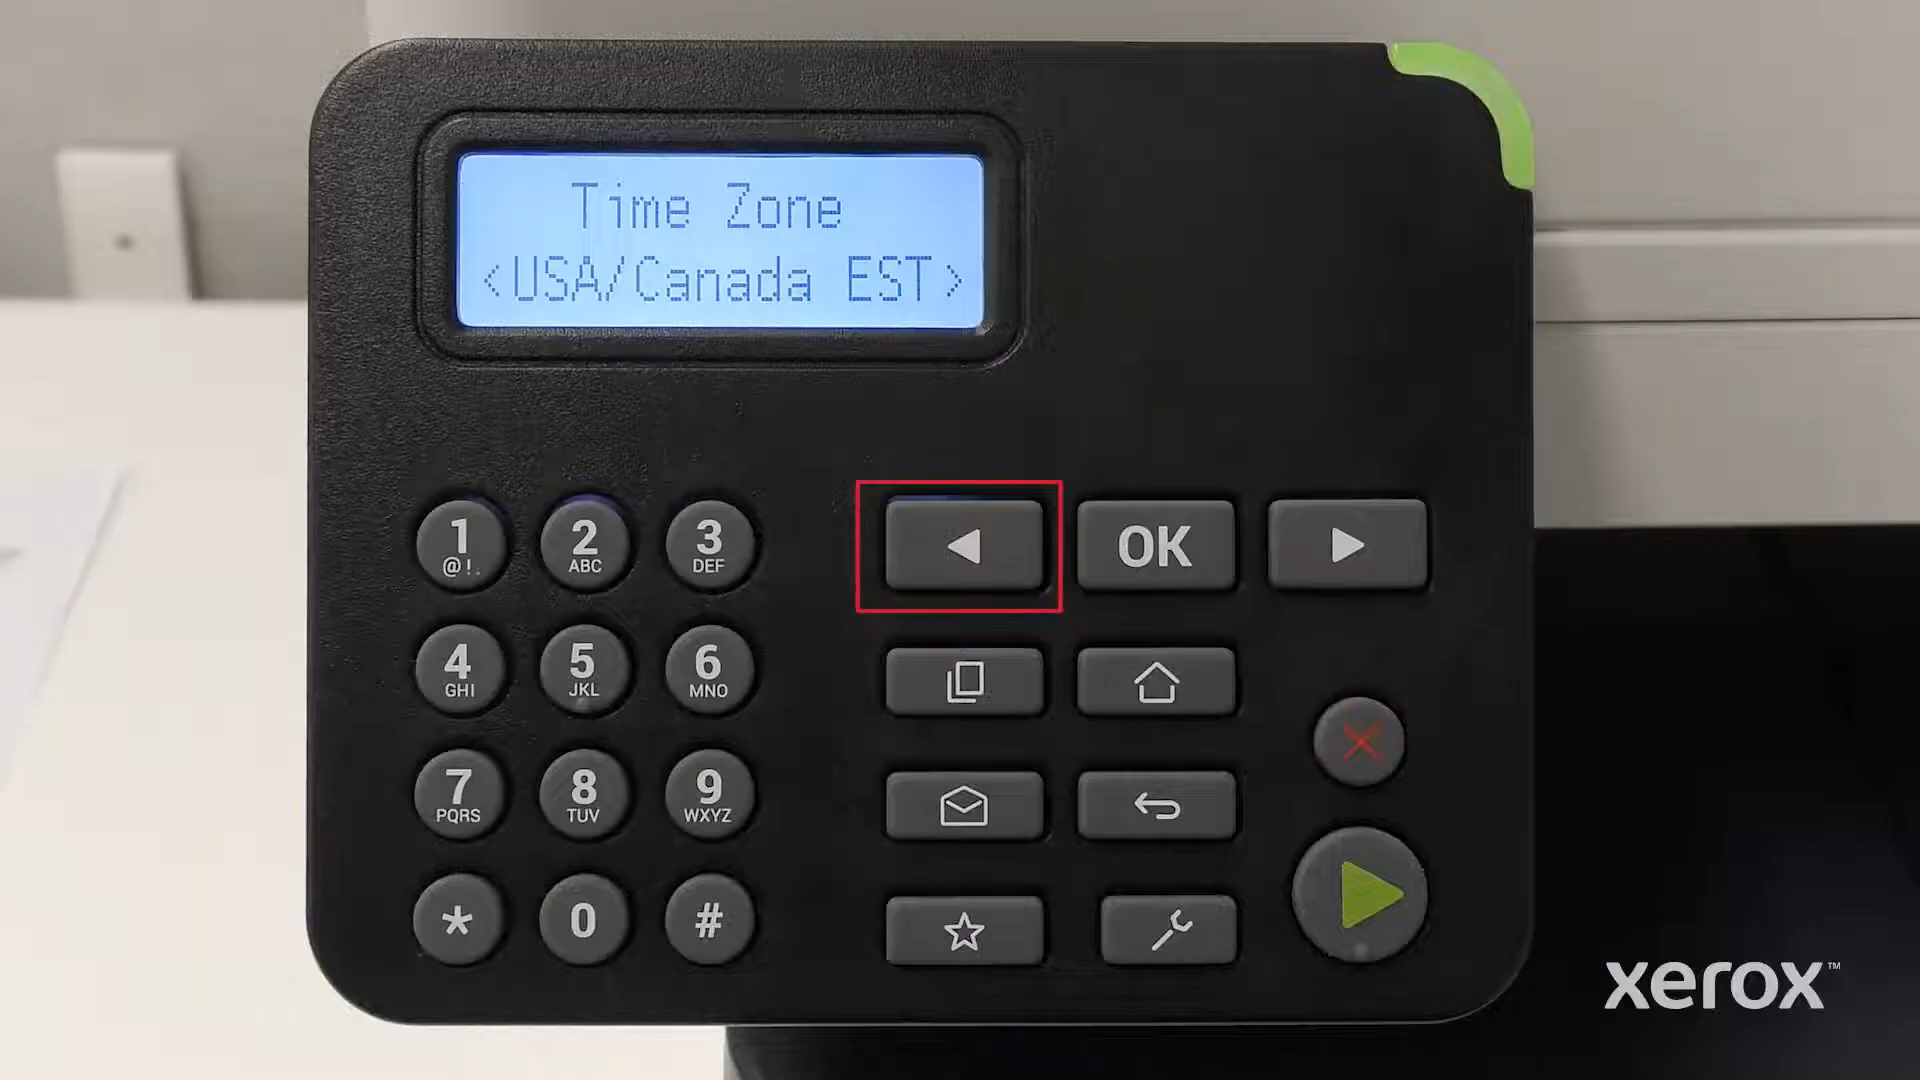 Time Zone
<USA/Canada EST>
1 2 3
@!. ABC DEF
OK
4 5 6
GHI JKL MNO
7 8 9
PQRS TUV WXYZ
* 0 #
xerox™